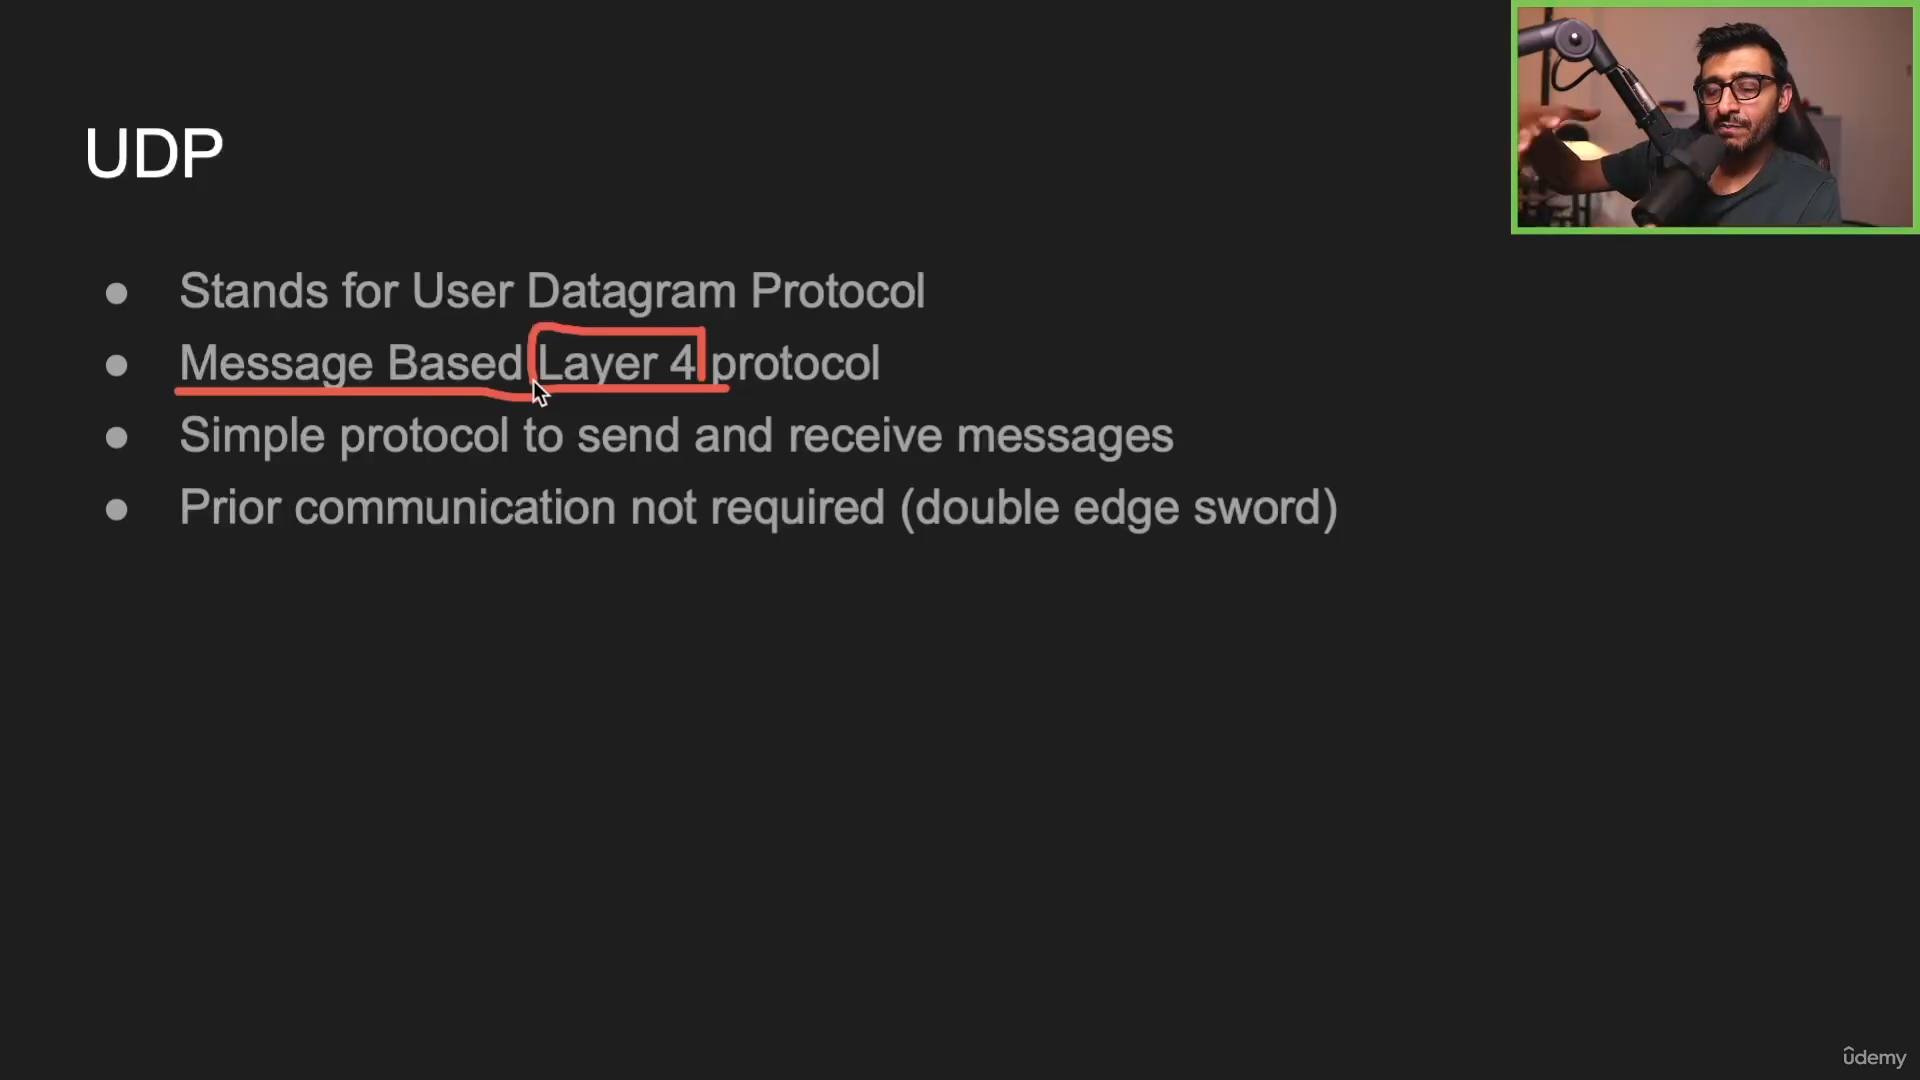 UDP
● Stands for User Datagram Protocol
● Message Based Layer 4 protocol
● Simple protocol to send and receive messages
● Prior communication not required (double edge sword)
ûdemy